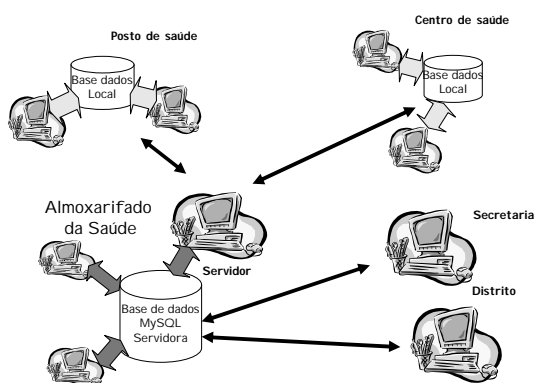 Centro de saúde
Posto de saúde
Base dados
Local
Base dados
Local
Almoxarifado
da Saúde
Secretaria
Servidor
Distrito
Base de dados
MySQL
Servidora